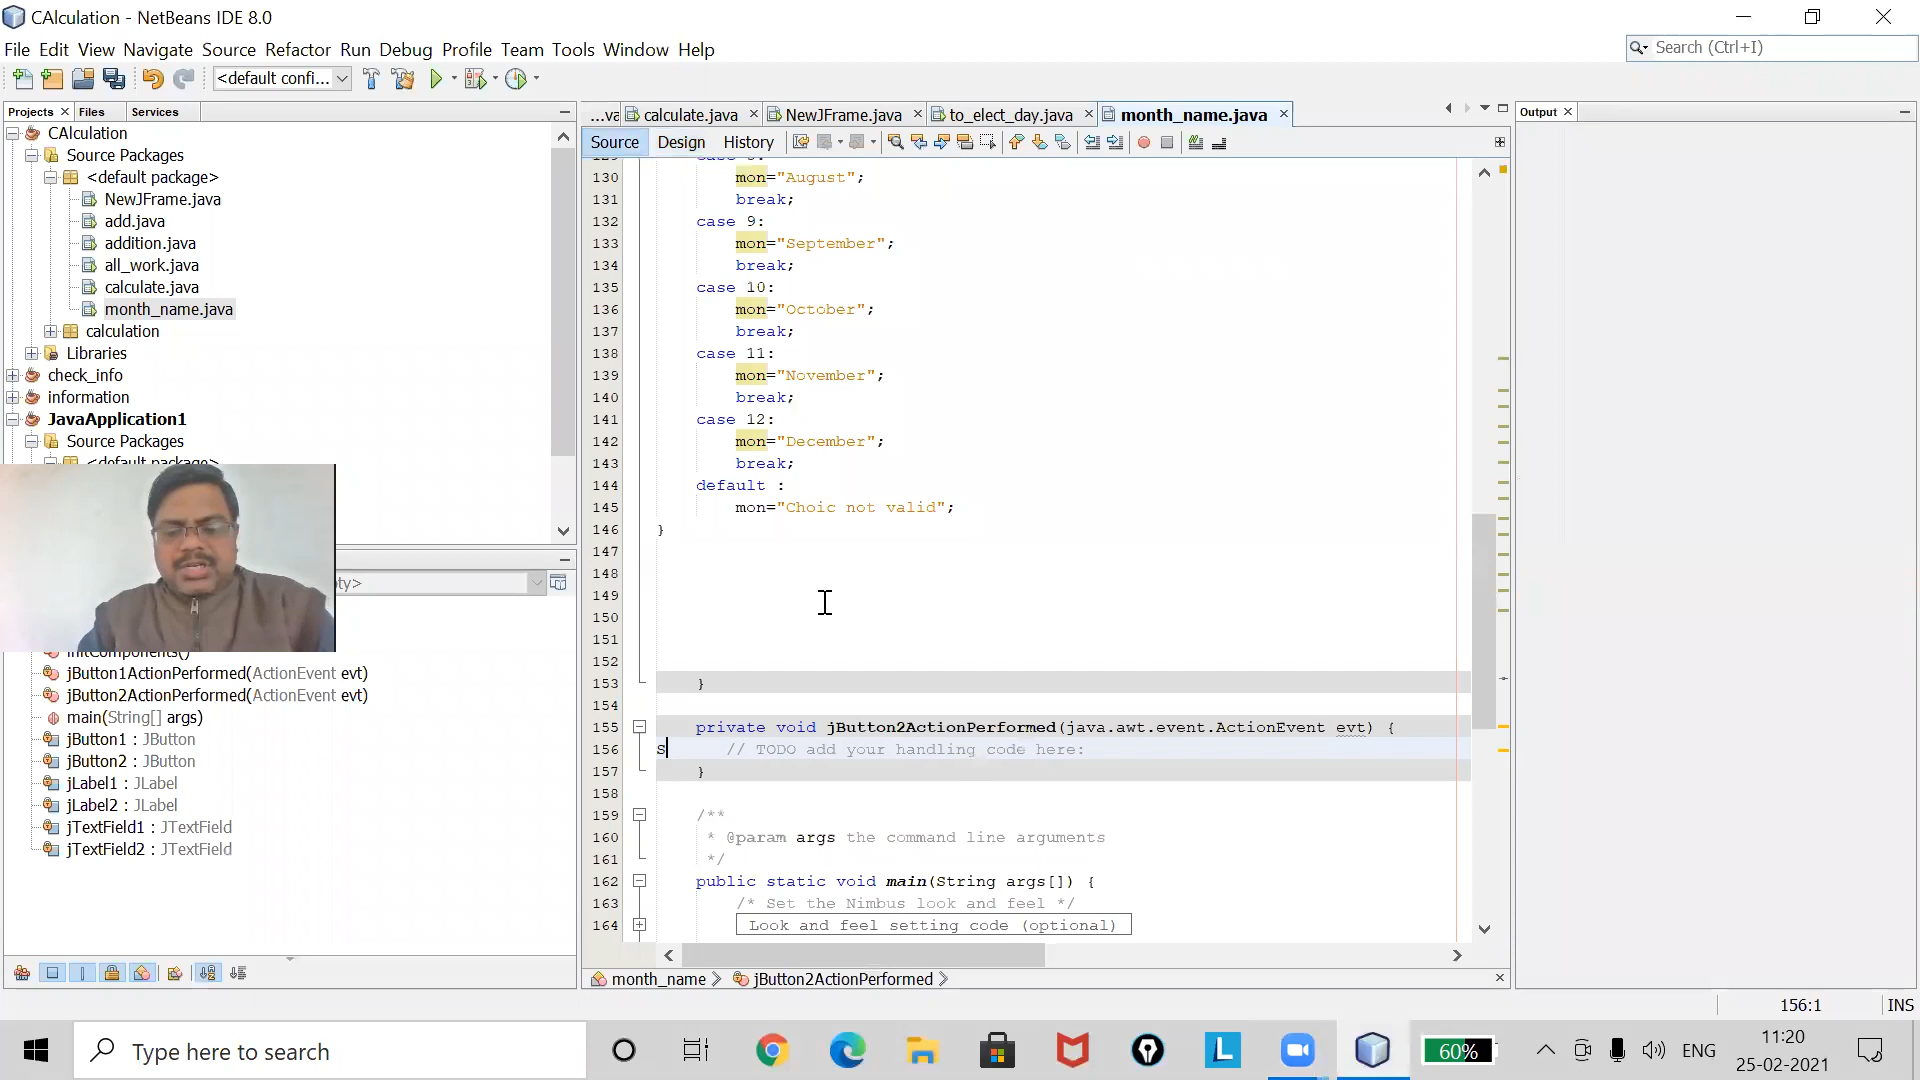 CAlculation - NetBeans IDE 8.0
File Edit View Navigate Source Refactor Run Debug Profile Team Tools Window Help
Search (Ctrl+I)
<default confi...
Projects Files Services
CAlculation
Source Packages
<default package>
NewJFrame.java
add.java
addition.java
all_work.java
calculate.java
month_name.java
calculation
Libraries
check_info
information
JavaApplication1
Source Packages
<default package>
ty>
initComponents()
jButton1ActionPerformed(ActionEvent evt)
jButton2ActionPerformed(ActionEvent evt)
main(String[] args)
jButton1 : JButton
jButton2 : JButton
jLabel1 : JLabel
jLabel2 : JLabel
jTextField1 : JTextField
jTextField2 : JTextField
...va calculate.java NewJFrame.java to_elect_day.java month_name.java
Source Design History
130 mon="August";
131 break;
132 case 9:
133 mon="September";
134 break;
135 case 10:
136 mon="October";
137 break;
138 case 11:
139 mon="November";
140 break;
141 case 12:
142 mon="December";
143 break;
144 default :
145 mon="Choic not valid";
146 }
147
148
149
150
151
152
153 }
154
155 private void jButton2ActionPerformed(java.awt.event.ActionEvent evt) {
156 S // TODO add your handling code here:
157 }
158
159 /**
160 * @param args the command line arguments
161 */
162 public static void main(String args[]) {
163 /* Set the Nimbus look and feel */
164 Look and feel setting code (optional)
month_name jButton2ActionPerformed
Output
156:1 INS
Type here to search
L
60%
ENG
11:20
25-02-2021